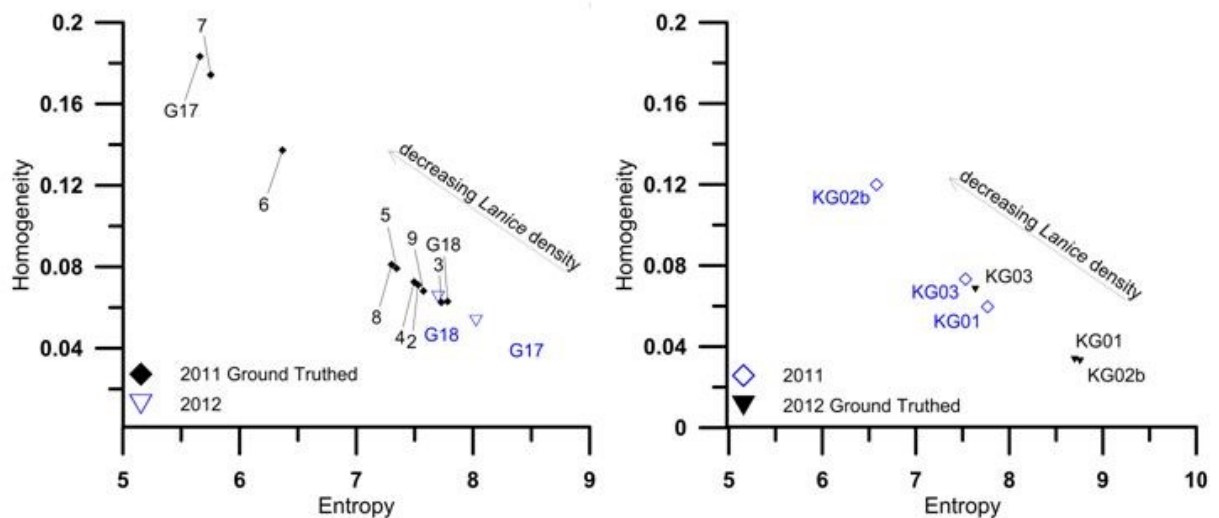 0.2
0.16
0.12
0.08
0.04
Homogeneity
7
G17
6
5
8
9
4
2
3
G18
G18
G17
decreasing Lanice density
2011 Ground Truthed
2012
5
6
7
8
9
Entropy
0.2
0.16
0.12
0.08
0.04
0
Homogeneity
KG02b
KG03
KG03
KG01
KG01
KG02b
decreasing Lanice density
2011
2012 Ground Truthed
5
6
7
8
9
10
Entropy